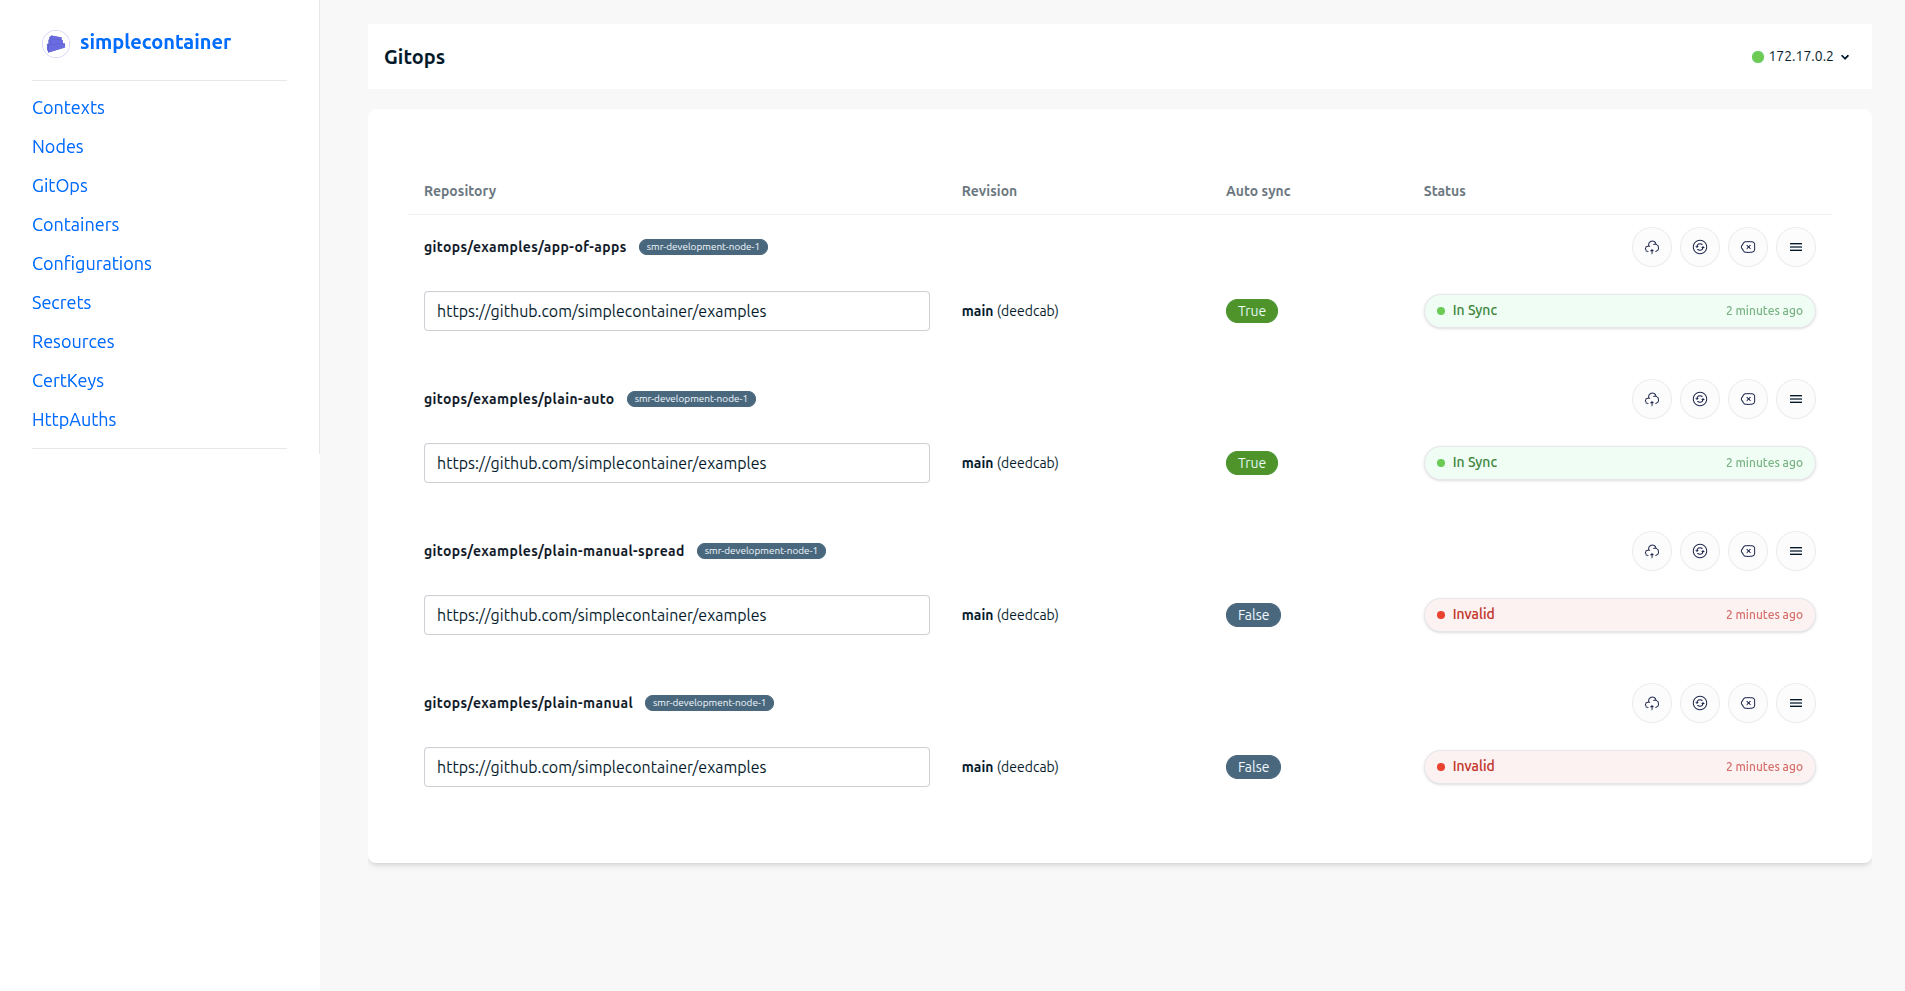 simplecontainer
Contexts
Nodes
GitOps
Containers
Configurations
Secrets
Resources
CertKeys
HttpAuths
Gitops
172.17.0.2
Repository Revision Auto sync Status
gitops/examples/app-of-apps smr-development-node-1
https://github.com/simplecontainer/examples main (deedcab) True In Sync 2 minutes ago
gitops/examples/plain-auto smr-development-node-1
https://github.com/simplecontainer/examples main (deedcab) True In Sync 2 minutes ago
gitops/examples/plain-manual-spread smr-development-node-1
https://github.com/simplecontainer/examples main (deedcab) False Invalid 2 minutes ago
gitops/examples/plain-manual smr-development-node-1
https://github.com/simplecontainer/examples main (deedcab) False Invalid 2 minutes ago